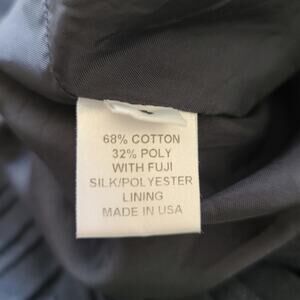 68% COTTON
32% POLY
WITH FUJI
SILK/POLYESTER
LINING
MADE IN USA